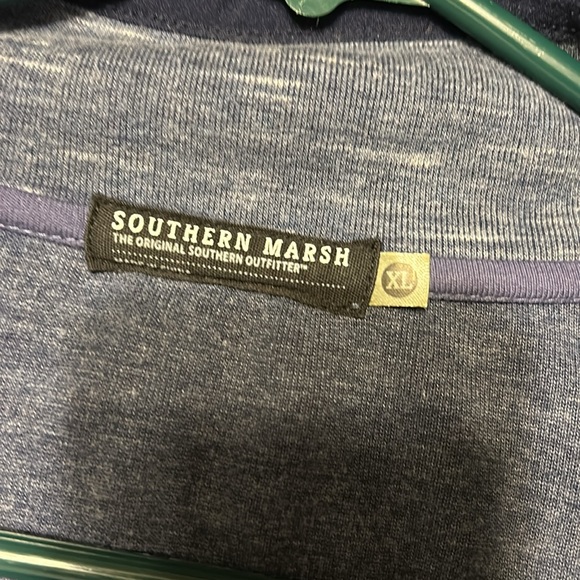 SOUTHERN MARSH
THE ORIGINAL SOUTHERN OUTFITTER™
XL